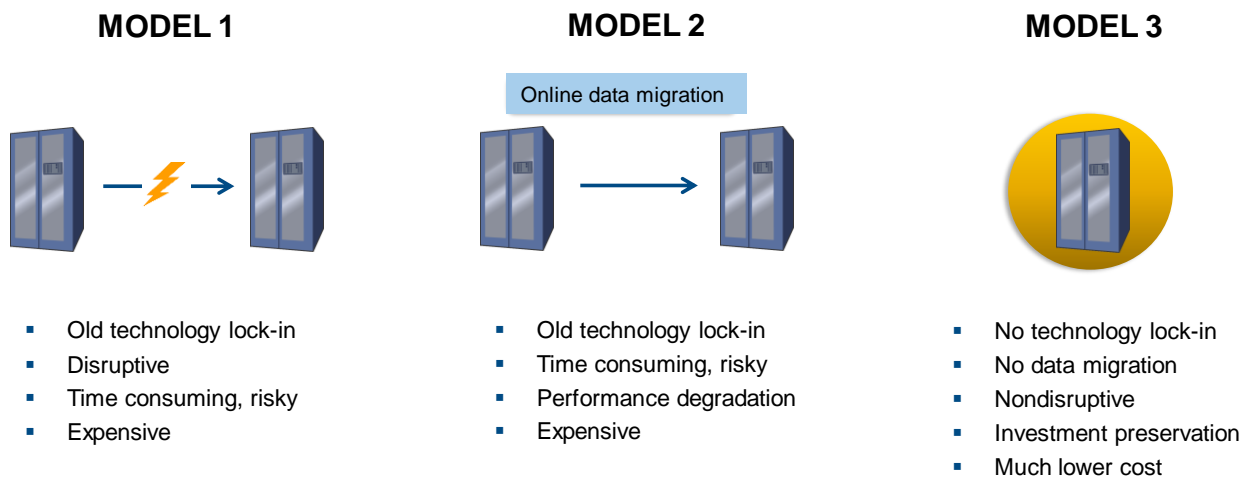 MODEL 1
Old technology lock-in
Disruptive
Time consuming, risky
Expensive
MODEL 2
Online data migration
Old technology lock-in
Time consuming, risky
Performance degradation
Expensive
MODEL 3
No technology lock-in
No data migration
Nondisruptive
Investment preservation
Much lower cost